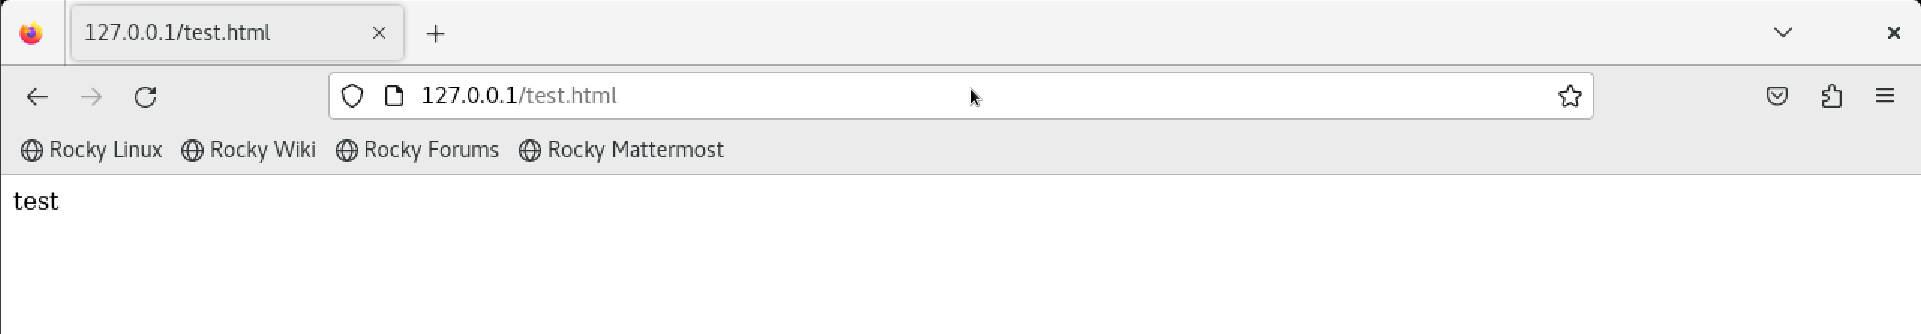 127.0.0.1/test.html
127.0.0.1/test.html
Rocky Linux Rocky Wiki Rocky Forums Rocky Mattermost
test